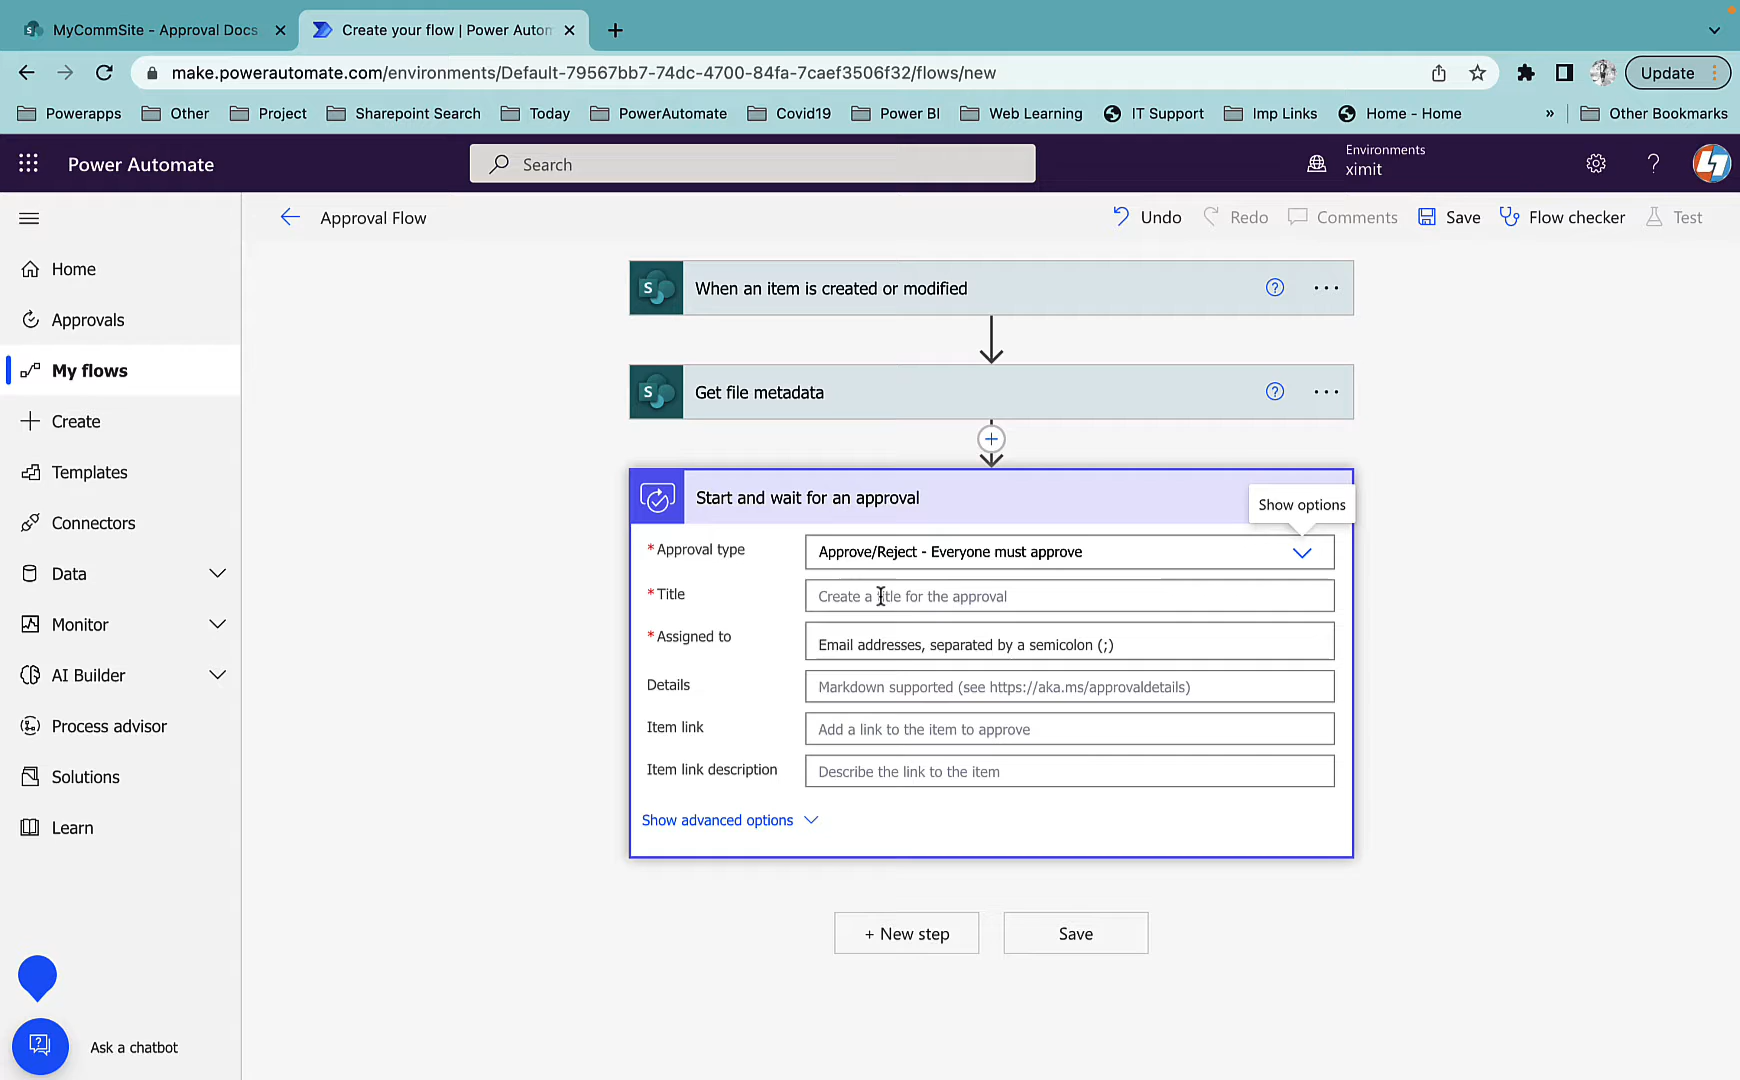 MyCommSite - Approval Docs
Create your flow | Power Autom
make.powerautomate.com/environments/Default-79567bb7-74dc-4700-84fa-7caef3506f32/flows/new
Update
Powerapps
Other
Project
Sharepoint Search
Today
PowerAutomate
Covid19
Power BI
Web Learning
IT Support
Imp Links
Home - Home
»
Other Bookmarks
Power Automate
Search
Environments
ximit
?
Approval Flow
Undo
Redo
Comments
Save
Flow checker
Test
Home
Approvals
My flows
Create
Templates
Connectors
Data
Monitor
AI Builder
Process advisor
Solutions
Learn
Ask a chatbot
S
When an item is created or modified
?
...
S
Get file metadata
?
...
Start and wait for an approval
Show options
* Approval type
Approve/Reject - Everyone must approve
* Title
Create a title for the approval
* Assigned to
Email addresses, separated by a semicolon (;)
Details
Markdown supported (see https://aka.ms/approvaldetails)
Item link
Add a link to the item to approve
Item link description
Describe the link to the item
Show advanced options
+ New step
Save